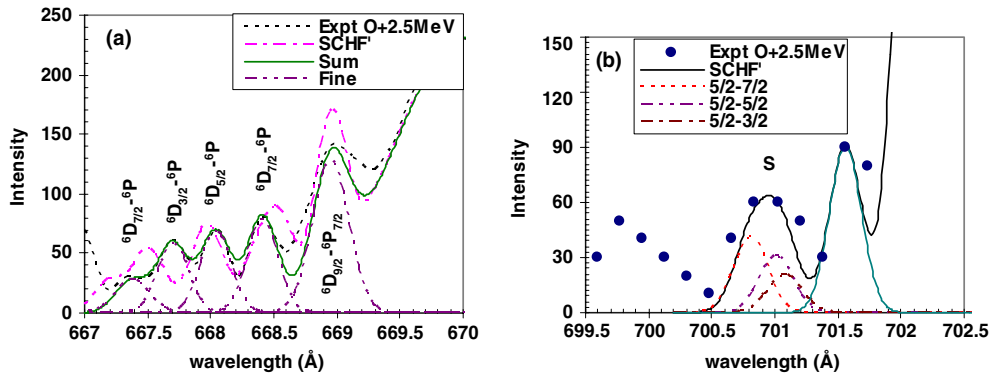 (a)
Expt O+2.5MeV
SCHF'
Sum
Fine
250
200
150
100
50
0
Intensity
⁶D₇/₂-⁶P
⁶D₃/₂-⁶P
⁶D₅/₂-⁶P
⁶D₇/₂-⁶P
⁶D₉/₂-⁶P₇/₂
667 667.5 668 668.5 669 669.5 670
wavelength (Å)
(b)
Expt O+2.5MeV
SCHF'
5/2-7/2
5/2-5/2
5/2-3/2
150
120
90
60
30
0
Intensity
S
699.5 700 700.5 701 701.5 702 702.5
wavelength (Å)